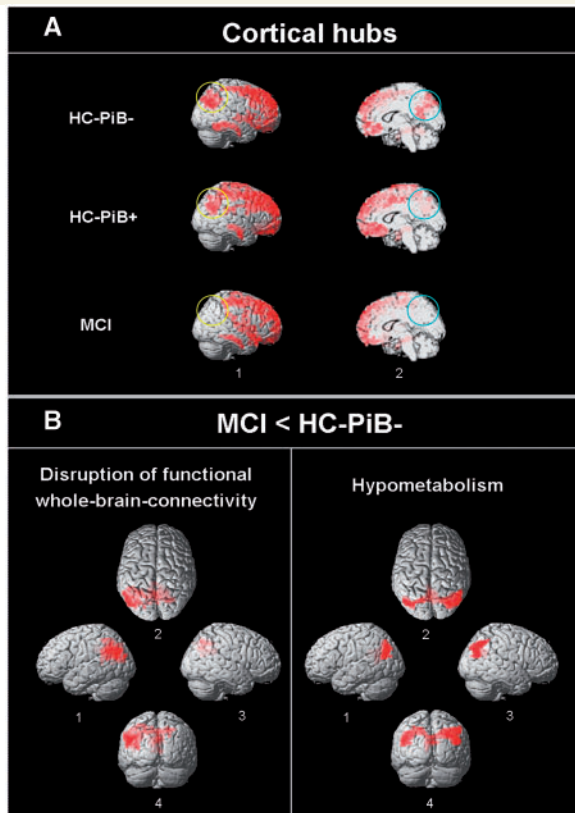 A
Cortical hubs
HC-PiB-
HC-PiB+
MCI
1
2
B
MCI < HC-PiB-
Disruption of functional
whole-brain-connectivity
2
1
3
4
Hypometabolism
2
1
3
4